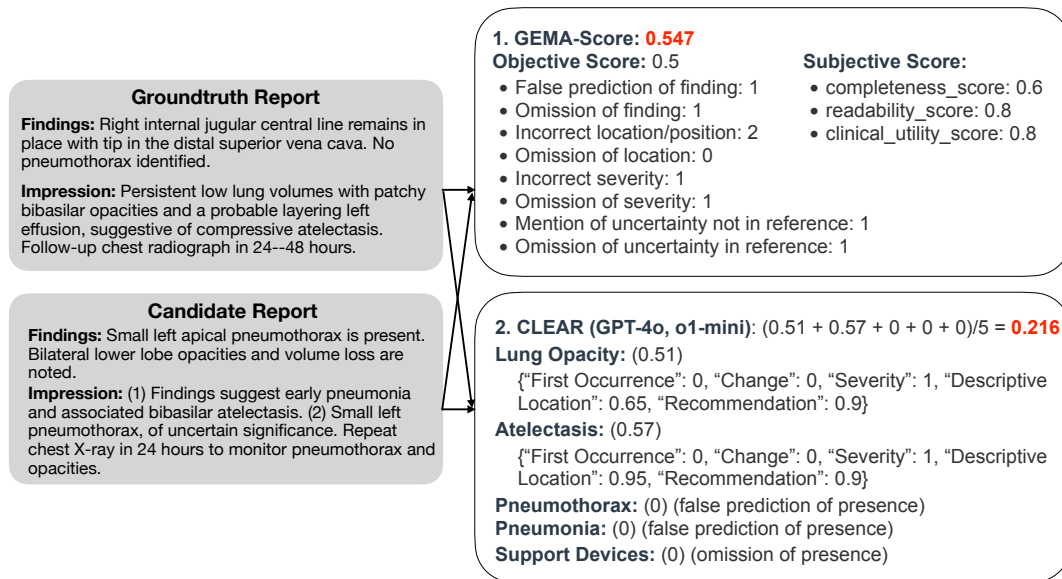 Groundtruth Report
Findings: Right internal jugular central line remains in
place with tip in the distal superior vena cava. No
pneumothorax identified.
Impression: Persistent low lung volumes with patchy
bibasilar opacities and a probable layering left
effusion, suggestive of compressive atelectasis.
Follow-up chest radiograph in 24--48 hours.
Candidate Report
Findings: Small left apical pneumothorax is present.
Bilateral lower lobe opacities and volume loss are
noted.
Impression: (1) Findings suggest early pneumonia
and associated bibasilar atelectasis. (2) Small left
pneumothorax, of uncertain significance. Repeat
chest X-ray in 24 hours to monitor pneumothorax and
opacities.
1. GEMA-Score: 0.547
Objective Score: 0.5
• False prediction of finding: 1
• Omission of finding: 1
• Incorrect location/position: 2
• Omission of location: 0
• Incorrect severity: 1
• Omission of severity: 1
• Mention of uncertainty not in reference: 1
• Omission of uncertainty in reference: 1
Subjective Score:
• completeness_score: 0.6
• readability_score: 0.8
• clinical_utility_score: 0.8
2. CLEAR (GPT-4o, o1-mini): (0.51 + 0.57 + 0 + 0 + 0)/5 = 0.216
Lung Opacity: (0.51)
{“First Occurrence”: 0, “Change”: 0, “Severity”: 1, “Descriptive
Location”: 0.65, “Recommendation”: 0.9}
Atelectasis: (0.57)
{“First Occurrence”: 0, “Change”: 0, “Severity”: 1, “Descriptive
Location”: 0.95, “Recommendation”: 0.9}
Pneumothorax: (0) (false prediction of presence)
Pneumonia: (0) (false prediction of presence)
Support Devices: (0) (omission of presence)